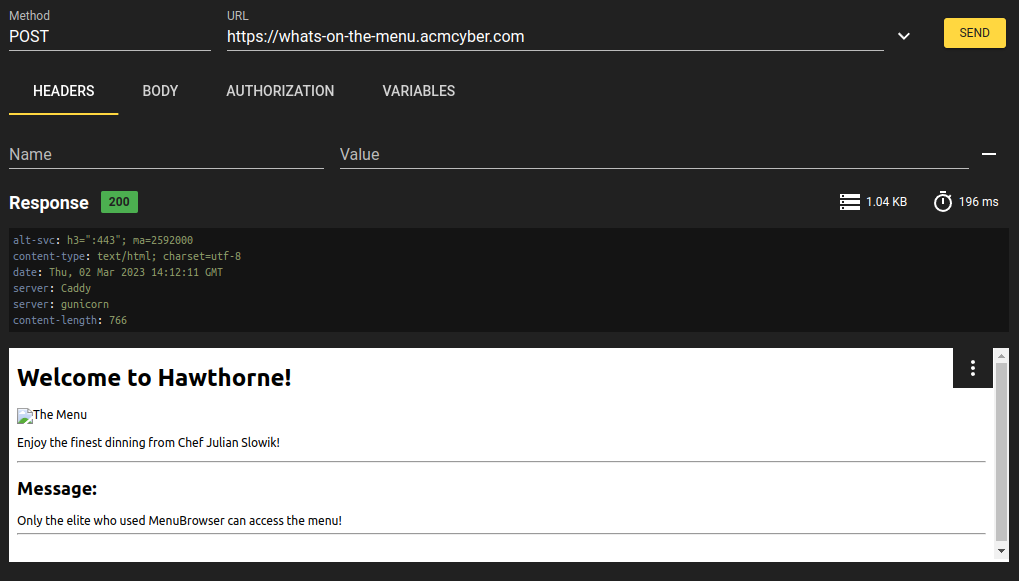 Method URL
POST https://whats-on-the-menu.acmcyber.com SEND
HEADERS BODY AUTHORIZATION VARIABLES
Name Value
Response 200 1.04 KB 196 ms
alt-svc: h3=":443"; ma=2592000
content-type: text/html; charset=utf-8
date: Thu, 02 Mar 2023 14:12:11 GMT
server: Caddy
server: gunicorn
content-length: 766
Welcome to Hawthorne!
The Menu
Enjoy the finest dinning from Chef Julian Slowik!
Message:
Only the elite who used MenuBrowser can access the menu!